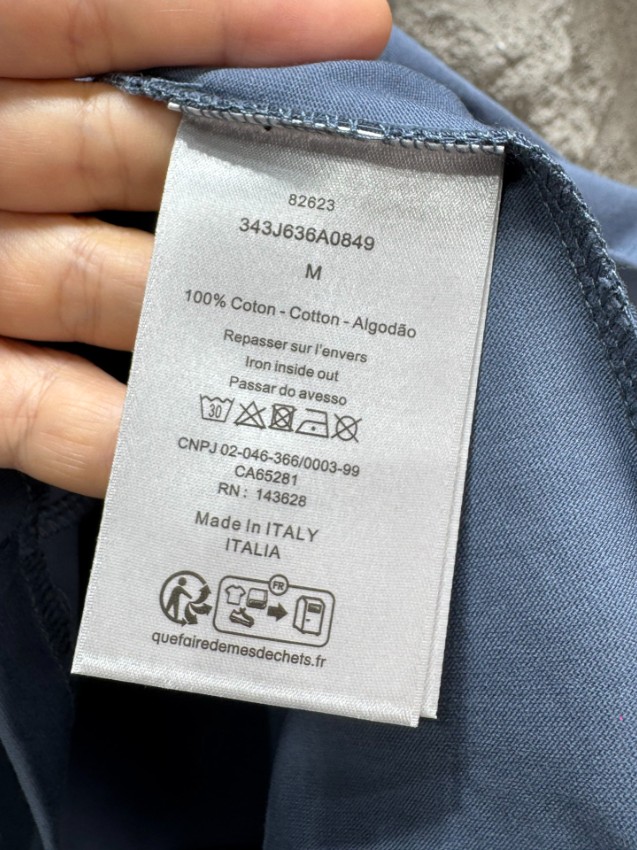 82623
343J636A0849
M
100% Coton - Cotton - Algodão
Repasser sur l'envers
Iron inside out
Passar do avesso
30
CNPJ 02-046-366/0003-99
CA65281
RN : 143628
Made In ITALY
ITALIA
FR
quefairedemesdechets.fr